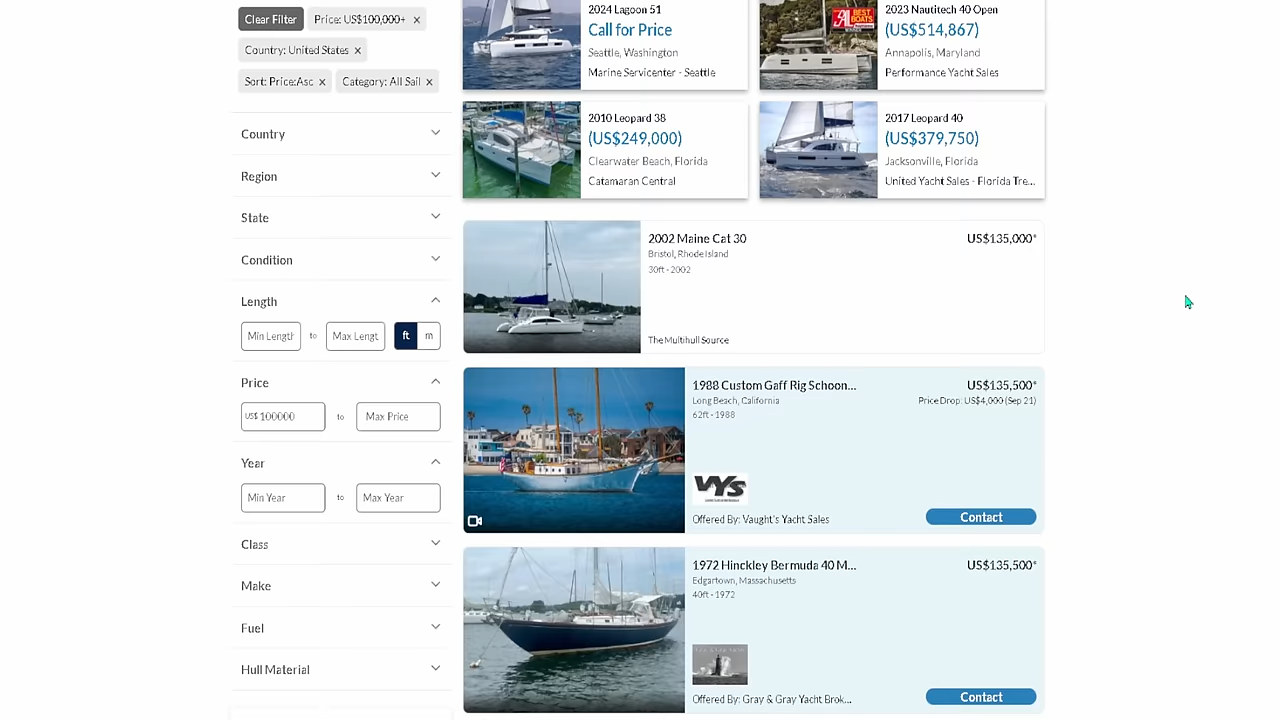 Clear Filter
Price: US$100,000+ ×
Country: United States ×
Sort: Price:Asc ×
Category: All Sail ×
Country
Region
State
Condition
Length
Min Length
to
Max Lengt
ft
m
Price
US$ 100000
to
Max Price
Year
Min Year
to
Max Year
Class
Make
Fuel
Hull Material
2024 Lagoon 51
Call for Price
Seattle, Washington
Marine Servicenter - Seattle
BEST BOATS
2023 Nautitech 40 Open
(US$514,867)
Annapolis, Maryland
Performance Yacht Sales
2010 Leopard 38
(US$249,000)
Clearwater Beach, Florida
Catamaran Central
2017 Leopard 40
(US$379,750)
Jacksonville, Florida
United Yacht Sales - Florida Tre...
2002 Maine Cat 30
US$135,000*
Bristol, Rhode Island
30ft - 2002
The Multihull Source
1988 Custom Gaff Rig Schoon...
US$135,500*
Long Beach, California
Price Drop: US$4,000 (Sep 21)
62ft - 1988
VYS
Offered By: Vaught's Yacht Sales
Contact
1972 Hinckley Bermuda 40 M...
US$135,500*
Edgartown, Massachusetts
40ft - 1972
Offered By: Gray & Gray Yacht Brok...
Contact